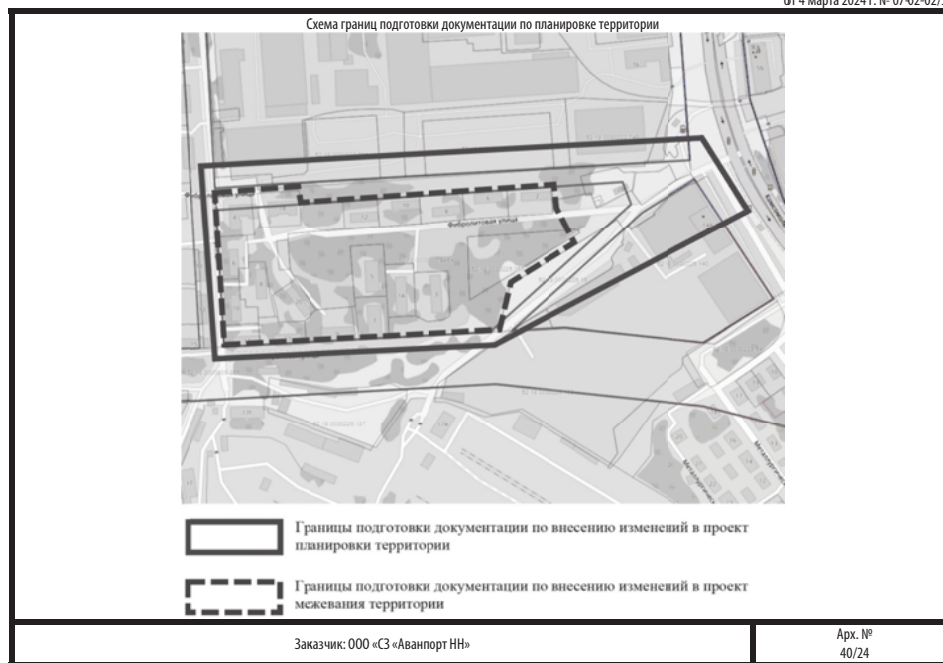 от 4 марта 2024 г. № 07-02-02/
Схема границ подготовки документации по планировке территории
Фибролитовая улица
Границы подготовки документации по внесению изменений в проект
планировки территории
Границы подготовки документации по внесению изменений в проект
межевания территории
Заказчик: ООО «СЗ «Аванпорт НН»
Арх. №
40/24